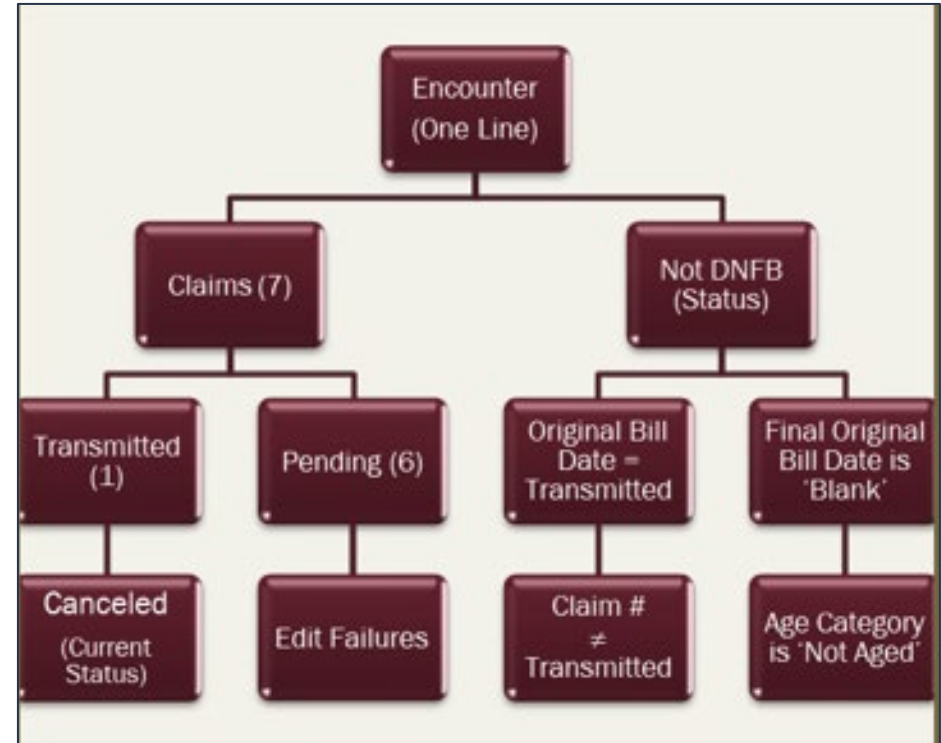 Encounter
(One Line)
Claims (7)
Not DNFB
(Status)
Transmitted
(1)
Pending (6)
Original Bill
Date =
Transmitted
Final Original
Bill Date is
‘Blank’
Canceled
(Current
Status)
Edit Failures
Claim #
≠
Transmitted
Age Category
is ‘Not Aged’